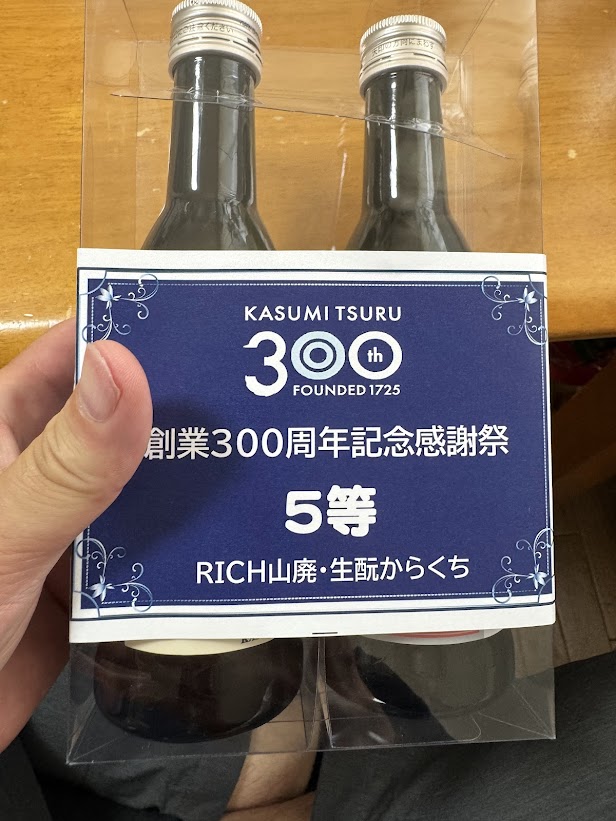 KASUMI TSURU
300th
FOUNDED 1725
創業300周年記念感謝祭
5等
RICH山廃・生酛からくち